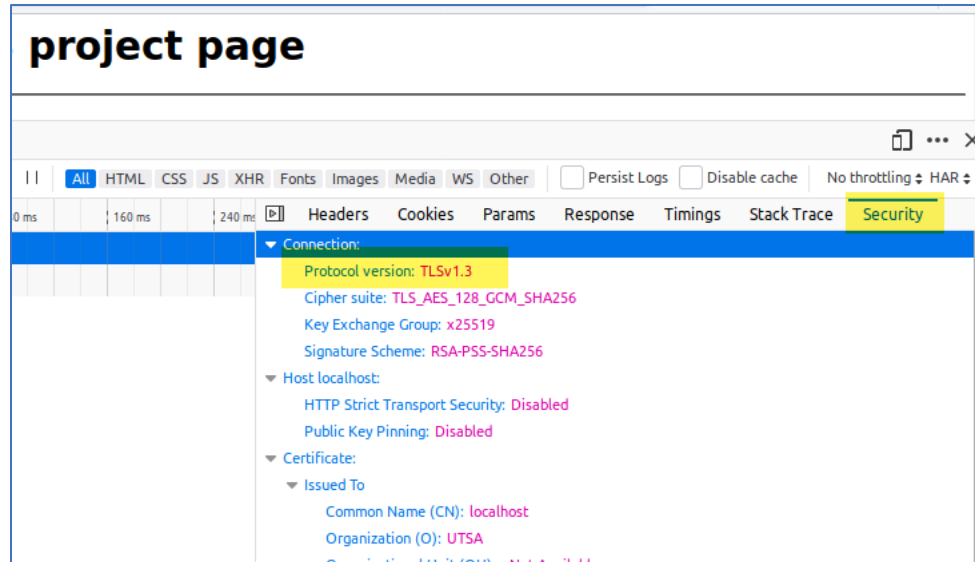 project page
All HTML CSS JS XHR Fonts Images Media WS Other Persist Logs Disable cache No throttling HAR
160 ms 240 ms Headers Cookies Params Response Timings Stack Trace Security
Connection:
Protocol version: TLSv1.3
Cipher suite: TLS_AES_128_GCM_SHA256
Key Exchange Group: x25519
Signature Scheme: RSA-PSS-SHA256
Host localhost:
HTTP Strict Transport Security: Disabled
Public Key Pinning: Disabled
Certificate:
Issued To
Common Name (CN): localhost
Organization (O): UTSA